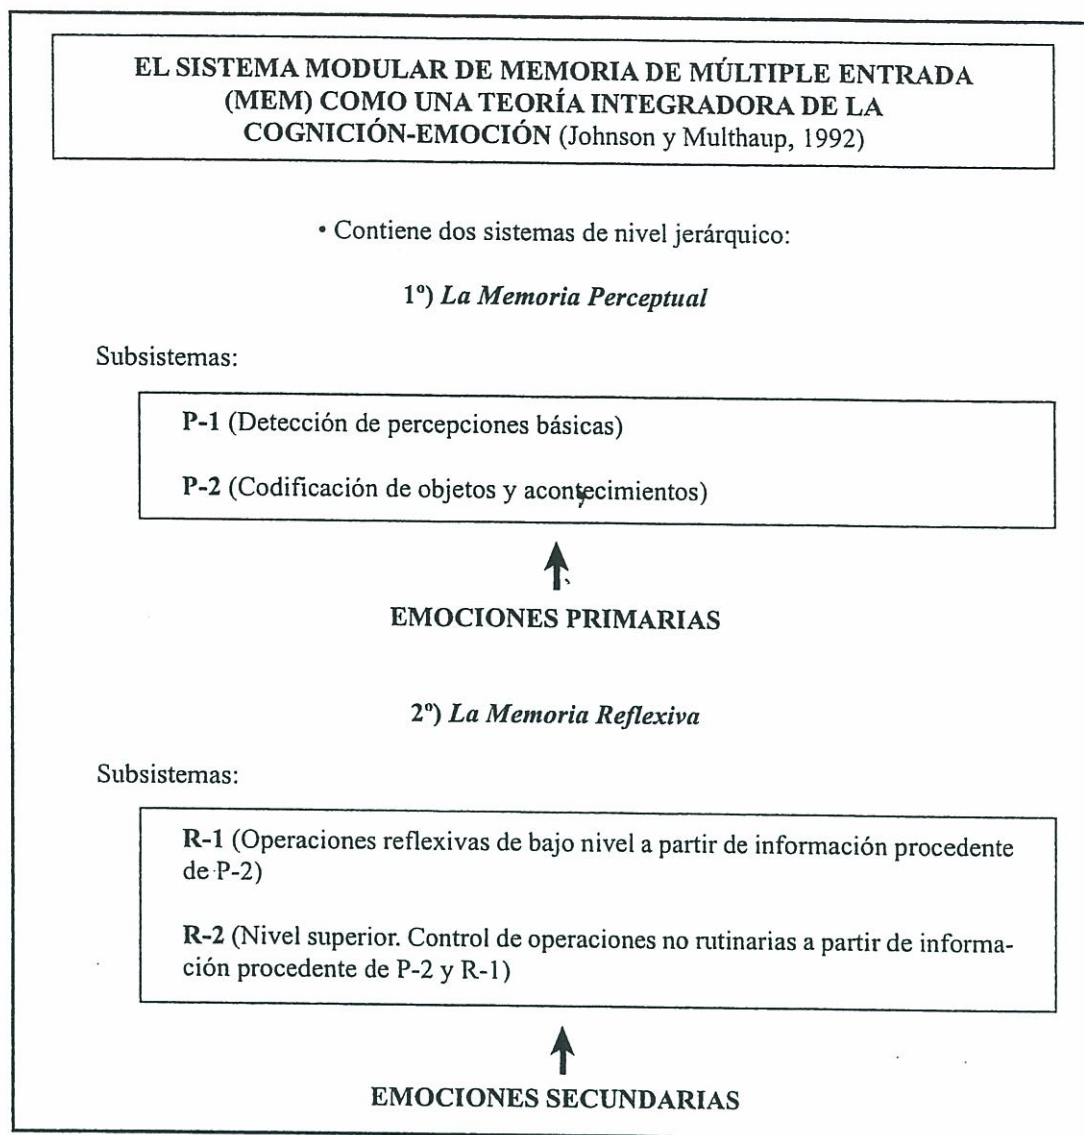 EL SISTEMA MODULAR DE MEMORIA DE MÚLTIPLE ENTRADA
(MEM) COMO UNA TEORÍA INTEGRADORA DE LA
COGNICIÓN-EMOCIÓN (Johnson y Multhaup, 1992)
• Contiene dos sistemas de nivel jerárquico:
1º) La Memoria Perceptual
Subsistemas:
P-1 (Detección de percepciones básicas)
P-2 (Codificación de objetos y acontecimientos)
EMOCIONES PRIMARIAS
2º) La Memoria Reflexiva
Subsistemas:
R-1 (Operaciones reflexivas de bajo nivel a partir de información procedente
de P-2)
R-2 (Nivel superior. Control de operaciones no rutinarias a partir de informa-
ción procedente de P-2 y R-1)
EMOCIONES SECUNDARIAS